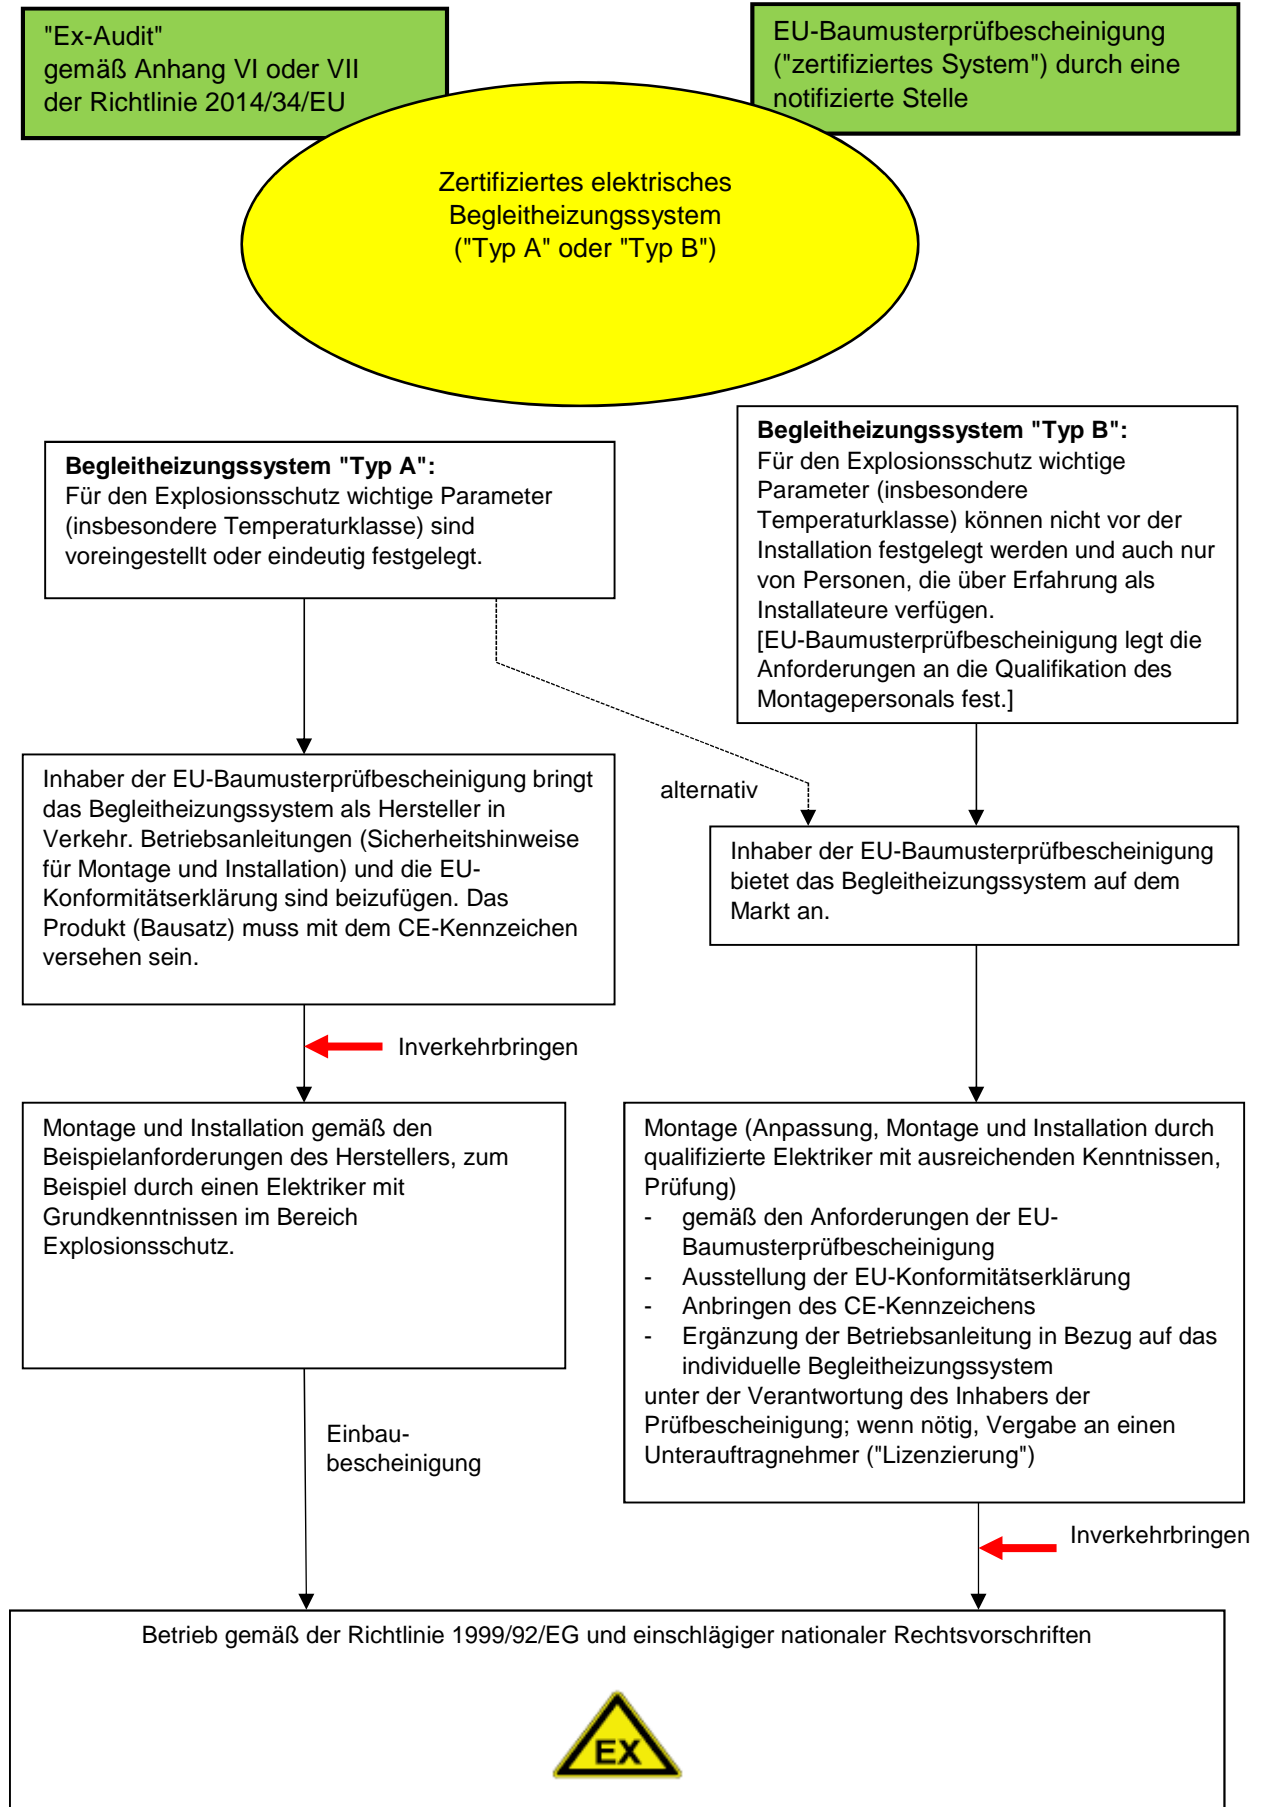 "Ex-Audit"
gemäß Anhang VI oder VII
der Richtlinie 2014/34/EU
EU-Baumusterprüfbescheinigung
("zertifiziertes System") durch eine
notifizierte Stelle
Zertifiziertes elektrisches
Begleitheizungssystem
("Typ A" oder "Typ B")
Begleitheizungssystem "Typ A":
Für den Explosionsschutz wichtige Parameter
(insbesondere Temperaturklasse) sind
voreingestellt oder eindeutig festgelegt.
Begleitheizungssystem "Typ B":
Für den Explosionsschutz wichtige
Parameter (insbesondere
Temperaturklasse) können nicht vor der
Installation festgelegt werden und auch nur
von Personen, die über Erfahrung als
Installateure verfügen.
[EU-Baumusterprüfbescheinigung legt die
Anforderungen an die Qualifikation des
Montagepersonals fest.]
Inhaber der EU-Baumusterprüfbescheinigung bringt
das Begleitheizungssystem als Hersteller in
Verkehr. Betriebsanleitungen (Sicherheitshinweise
für Montage und Installation) und die EU-
Konformitätserklärung sind beizufügen. Das
Produkt (Bausatz) muss mit dem CE-Kennzeichen
versehen sein.
alternativ
Inhaber der EU-Baumusterprüfbescheinigung
bietet das Begleitheizungssystem auf dem
Markt an.
Inverkehrbringen
Montage und Installation gemäß den
Beispielanforderungen des Herstellers, zum
Beispiel durch einen Elektriker mit
Grundkenntnissen im Bereich
Explosionsschutz.
Montage (Anpassung, Montage und Installation durch
qualifizierte Elektriker mit ausreichenden Kenntnissen,
Prüfung)
- gemäß den Anforderungen der EU-
Baumusterprüfbescheinigung
- Ausstellung der EU-Konformitätserklärung
- Anbringen des CE-Kennzeichens
- Ergänzung der Betriebsanleitung in Bezug auf das
individuelle Begleitheizungssystem
unter der Verantwortung des Inhabers der
Prüfbescheinigung; wenn nötig, Vergabe an einen
Unterauftragnehmer ("Lizenzierung")
Einbau-
bescheinigung
Inverkehrbringen
Betrieb gemäß der Richtlinie 1999/92/EG und einschlägiger nationaler Rechtsvorschriften
EX